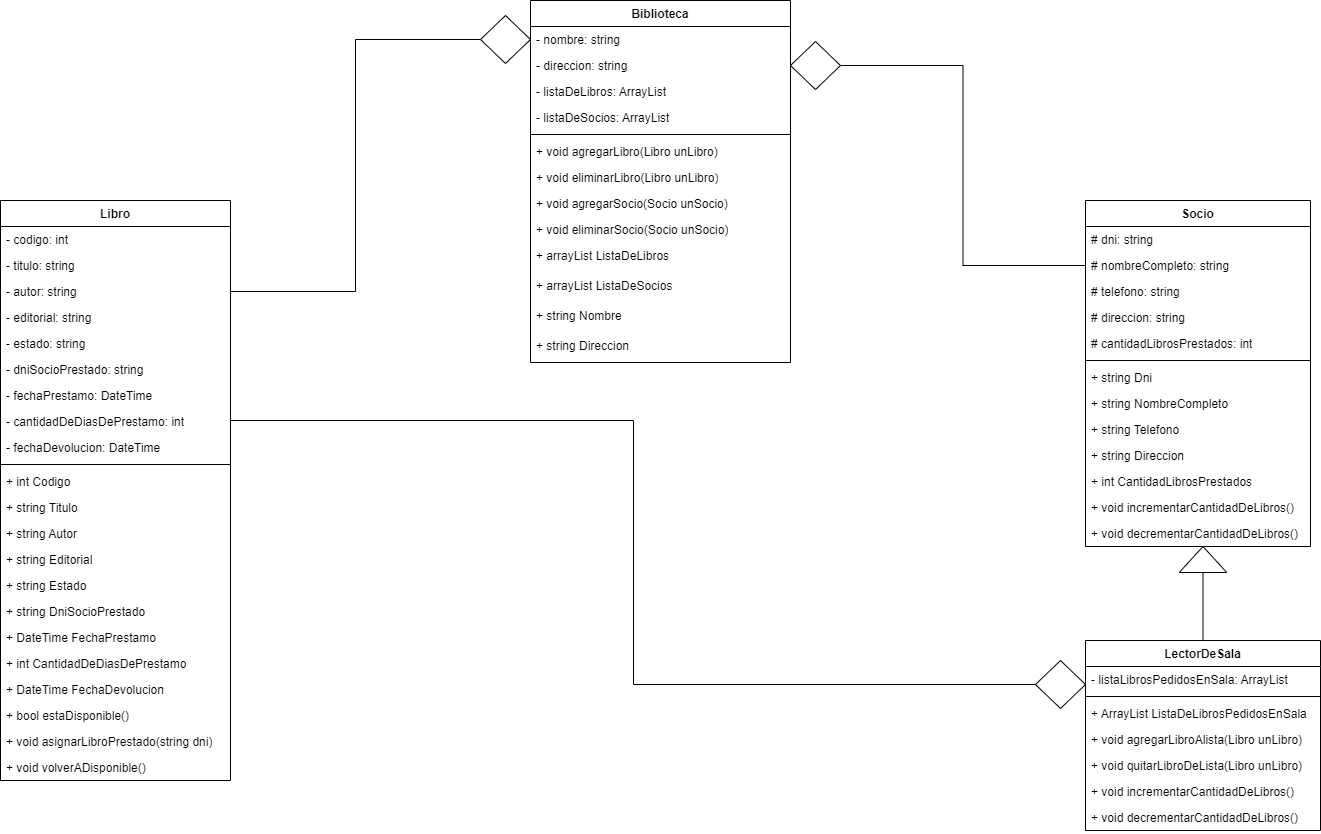 Biblioteca
- nombre: string
- direccion: string
- listaDeLibros: ArrayList
- listaDeSocios: ArrayList
+ void agregarLibro(Libro unLibro)
+ void eliminarLibro(Libro unLibro)
+ void agregarSocio(Socio unSocio)
+ void eliminarSocio(Socio unSocio)
+ arrayList ListaDeLibros
+ arrayList ListaDeSocios
+ string Nombre
+ string Direccion
Libro
- codigo: int
- titulo: string
- autor: string
- editorial: string
- estado: string
- dniSocioPrestado: string
- fechaPrestamo: DateTime
- cantidadDeDiasDePrestamo: int
- fechaDevolucion: DateTime
+ int Codigo
+ string Titulo
+ string Autor
+ string Editorial
+ string Estado
+ string DniSocioPrestado
+ DateTime FechaPrestamo
+ int CantidadDeDiasDePrestamo
+ DateTime FechaDevolucion
+ bool estaDisponible()
+ void asignarLibroPrestado(string dni)
+ void volverADisponible()
Socio
# dni: string
# nombreCompleto: string
# telefono: string
# direccion: string
# cantidadLibrosPrestados: int
+ string Dni
+ string NombreCompleto
+ string Telefono
+ string Direccion
+ int CantidadLibrosPrestados
+ void incrementarCantidadDeLibros()
+ void decrementarCantidadDeLibros()
LectorDeSala
- listaLibrosPedidosEnSala: ArrayList
+ ArrayList ListaDeLibrosPedidosEnSala
+ void agregarLibroAlista(Libro unLibro)
+ void quitarLibroDeLista(Libro unLibro)
+ void incrementarCantidadDeLibros()
+ void decrementarCantidadDeLibros()